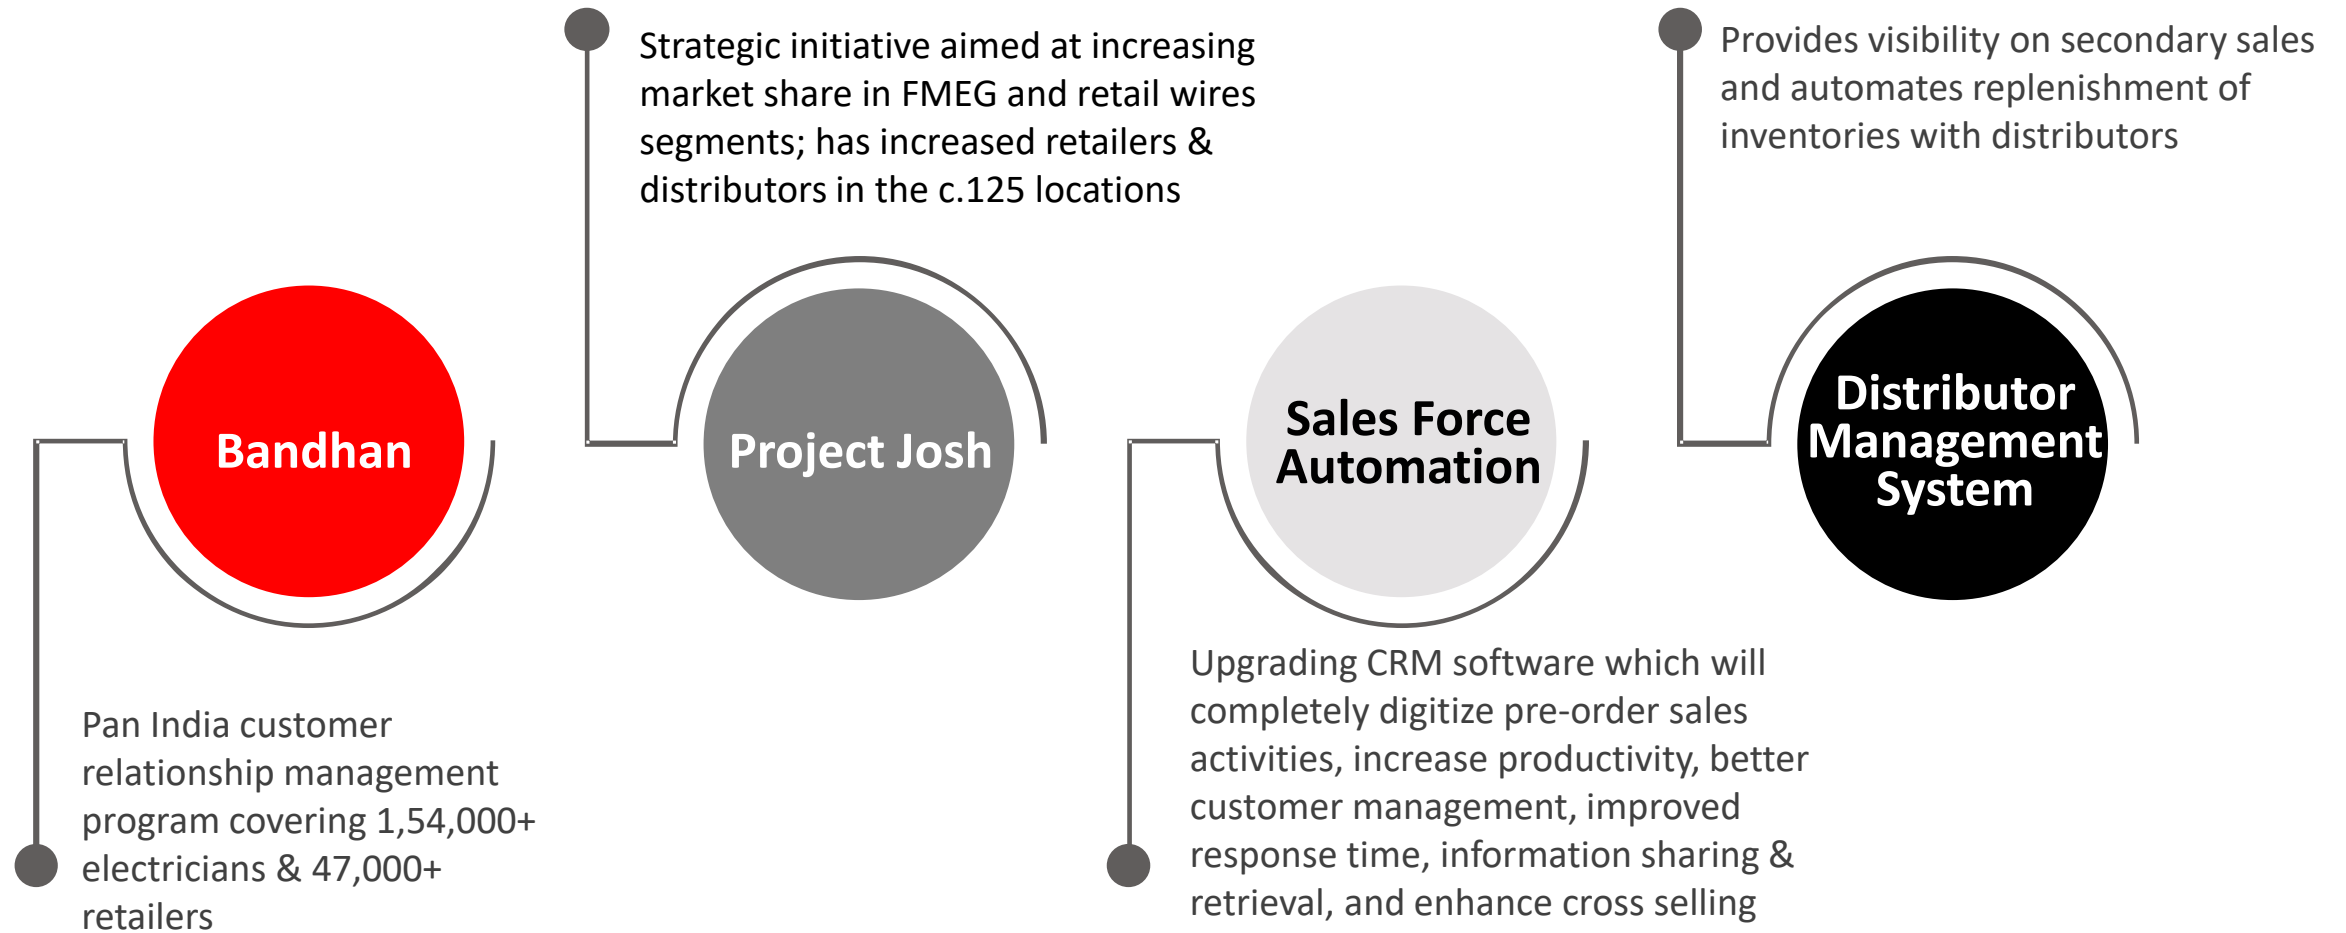 Strategic initiative aimed at increasing
market share in FMEG and retail wires
segments; has increased retailers &
distributors in the c.125 locations
Provides visibility on secondary sales
and automates replenishment of
inventories with distributors
Bandhan
Project Josh
Sales Force
Automation
Distributor
Management
System
Pan India customer
relationship management
program covering 1,54,000+
electricians & 47,000+
retailers
Upgrading CRM software which will
completely digitize pre-order sales
activities, increase productivity, better
customer management, improved
response time, information sharing &
retrieval, and enhance cross selling